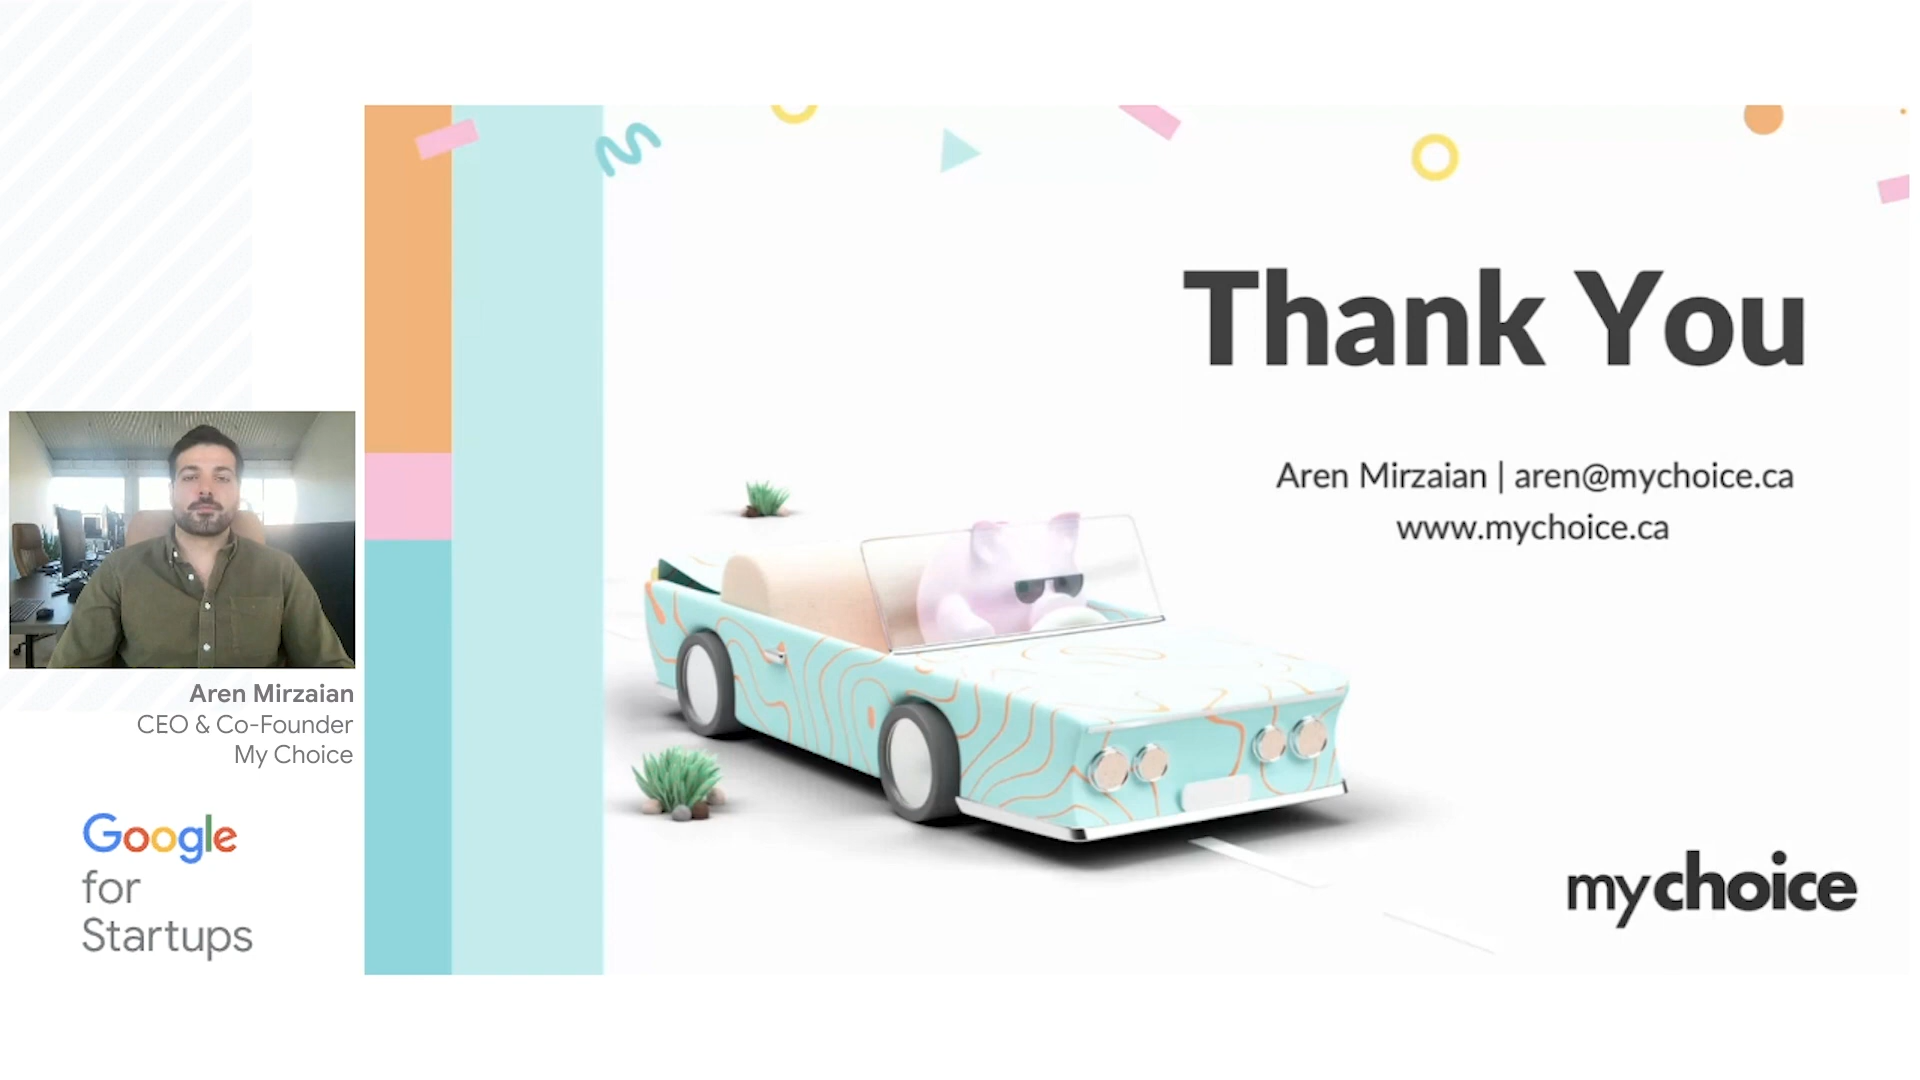 Thank You
Aren Mirzaian | aren@mychoice.ca
www.mychoice.ca
Aren Mirzaian
CEO & Co-Founder
My Choice
Google
for
Startups
mychoice